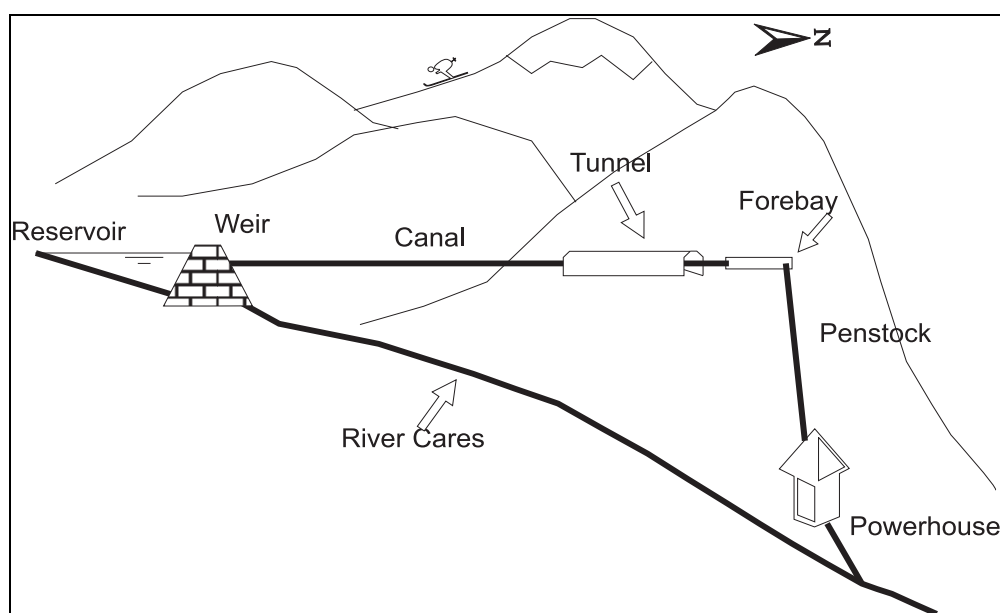 N
Tunnel
Forebay
Reservoir
Weir
Canal
Penstock
River Cares
Powerhouse